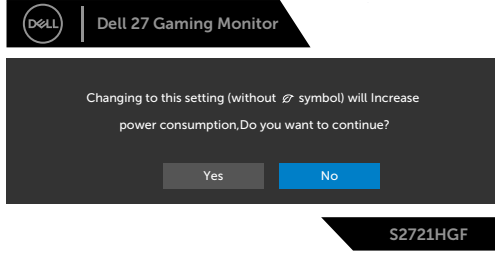 DELL
Dell 27 Gaming Monitor
Changing to this setting (without symbol) will Increase
power consumption,Do you want to continue?
Yes
No
S2721HGF